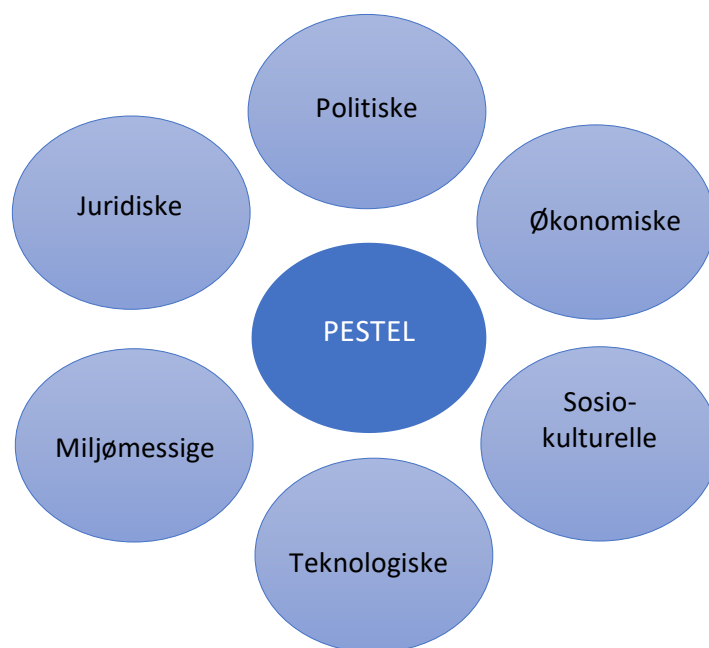 Politiske
Juridiske
Økonomiske
PESTEL
Sosio-
kulturelle
Miljømessige
Teknologiske